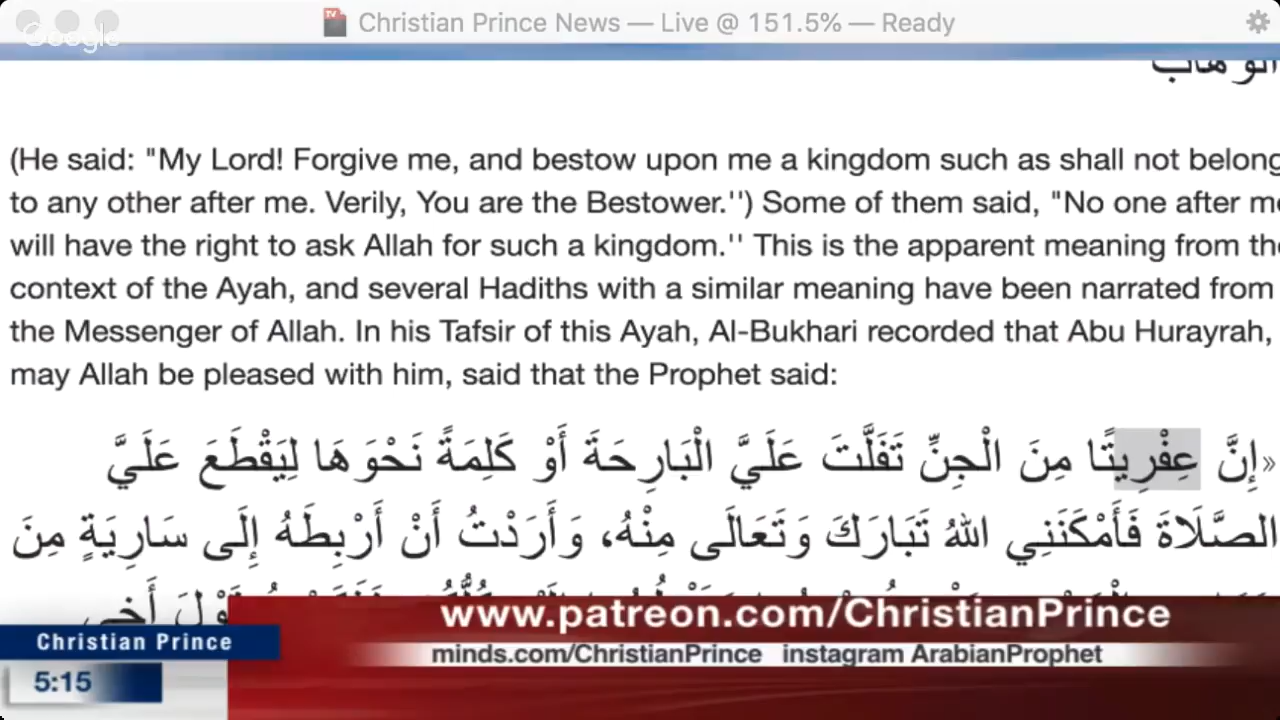 Christian Prince News — Live @ 151.5% — Ready
Google
الوهاب
(He said: "My Lord! Forgive me, and bestow upon me a kingdom such as shall not belong
to any other after me. Verily, You are the Bestower.'') Some of them said, "No one after me
will have the right to ask Allah for such a kingdom.'' This is the apparent meaning from the
context of the Ayah, and several Hadiths with a similar meaning have been narrated from
the Messenger of Allah. In his Tafsir of this Ayah, Al-Bukhari recorded that Abu Hurayrah,
may Allah be pleased with him, said that the Prophet said:
«إِنَّ عِفْرِيتًا مِنَ الْجِنِّ تَفَلَّتَ عَلَيَّ الْبَارِحَةَ أَوْ كَلِمَةً نَحْوَهَا لِيَقْطَعَ عَلَيَّ
الصَّلَاةَ فَأَمْكَنَنِي اللهُ تَبَارَكَ وَتَعَالَى مِنْهُ، وَأَرَدْتُ أَنْ أَرْبِطَهُ إِلَى سَارِيَةٍ مِنَ
قَوْلَ أَخِي
www.patreon.com/ChristianPrince
Christian Prince
minds.com/ChristianPrince instagram ArabianProphet
5:15